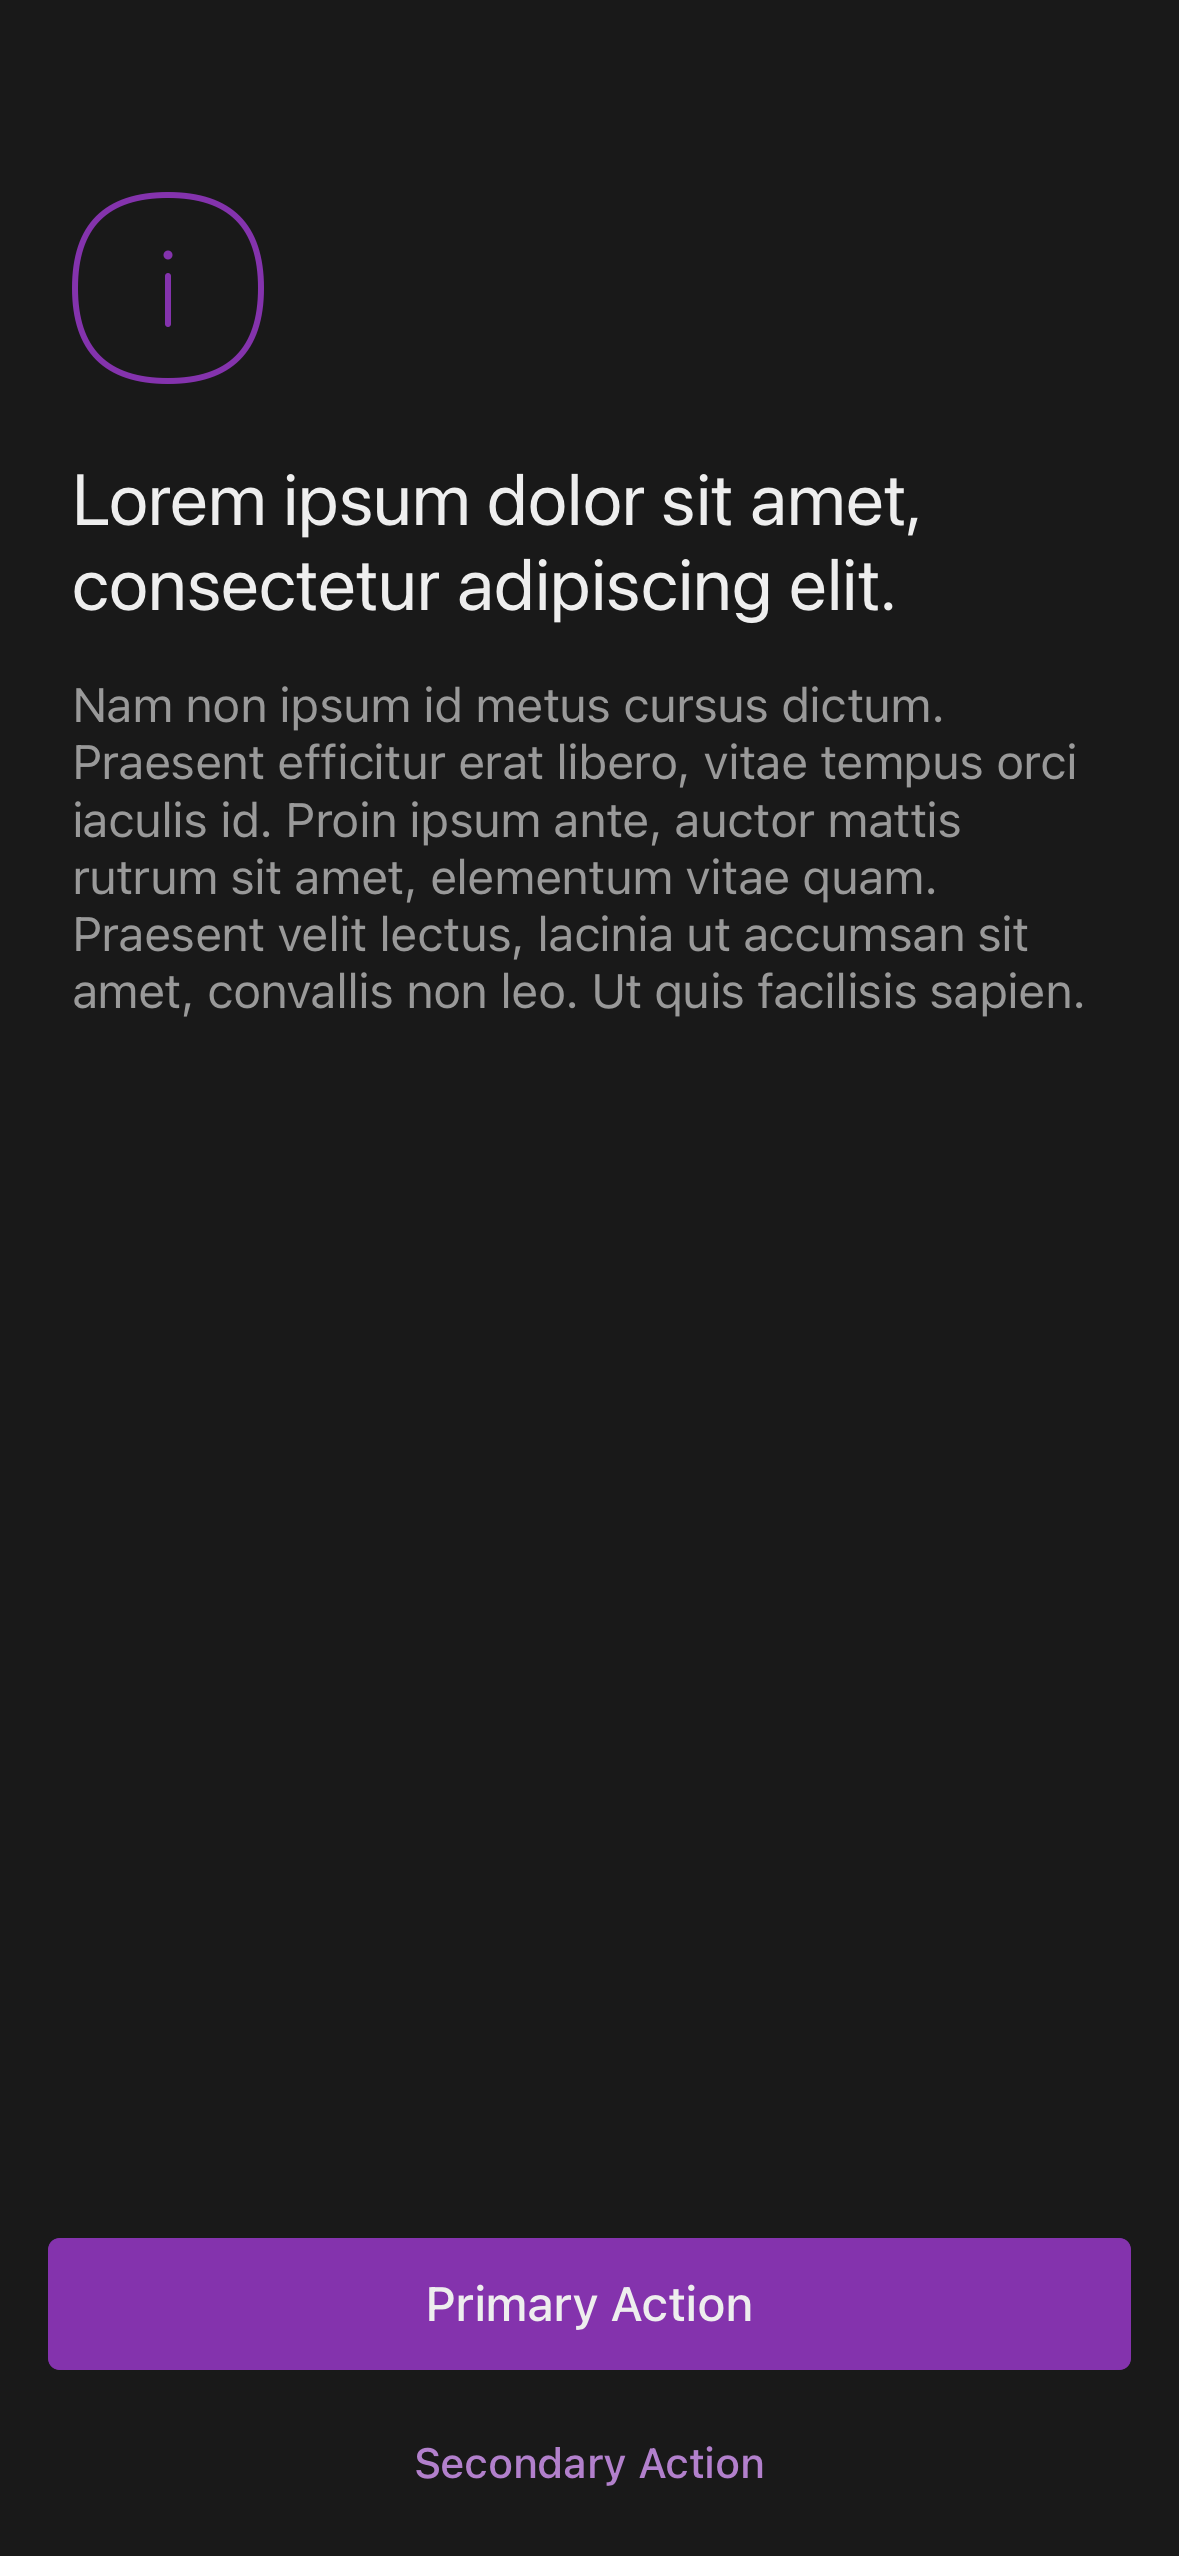 Lorem ipsum dolor sit amet,
consectetur adipiscing elit.
Nam non ipsum id metus cursus dictum.
Praesent efficitur erat libero, vitae tempus orci
iaculis id. Proin ipsum ante, auctor mattis
rutrum sit amet, elementum vitae quam.
Praesent velit lectus, lacinia ut accumsan sit
amet, convallis non leo. Ut quis facilisis sapien.
Primary Action
Secondary Action